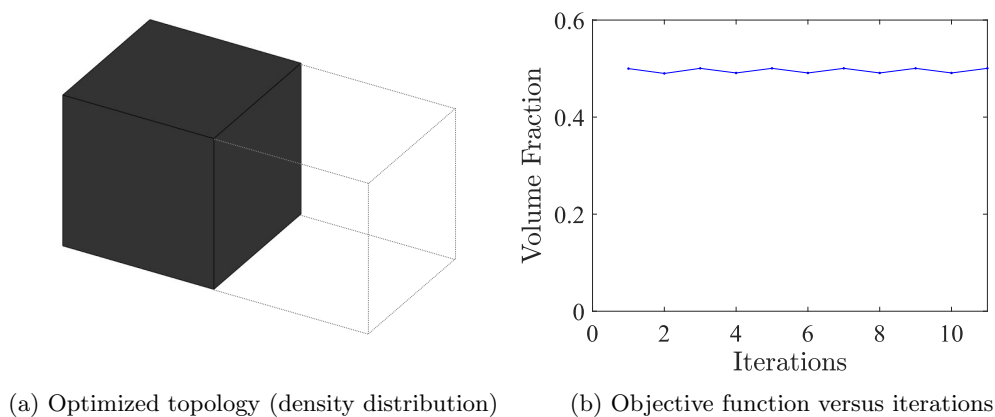 0.6
0.4
0.2
0
Volume Fraction
0 2 4 6 8 10
Iterations
(a) Optimized topology (density distribution)
(b) Objective function versus iterations